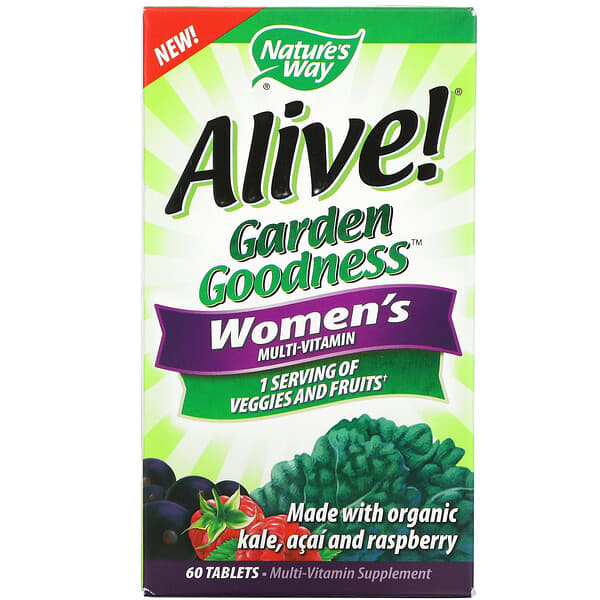 NEW!
NATURE'S
WAY
®
Alive!®
Garden
Goodness™
Women's
MULTI-VITAMIN
1 SERVING OF
VEGGIES AND FRUITS†
Made with organic
kale, açaí and raspberry
60 TABLETS • Multi-Vitamin Supplement